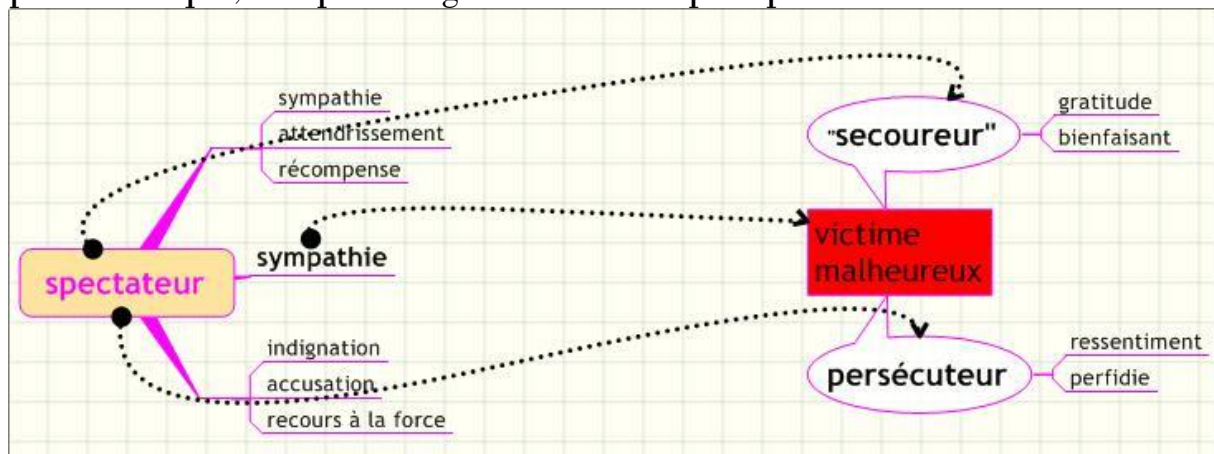 sympathie
attendrissement
récompense
spectateur
sympathie
indignation
accusation
recours à la force
"secoureur"
gratitude
bienfaisant
victime
malheureux
persécuteur
ressentiment
perfidie